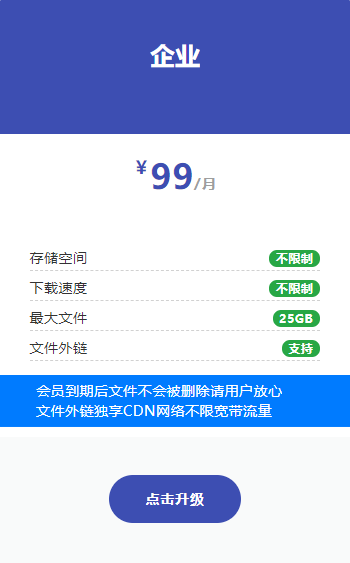 企业
¥99/月
存储空间 不限制
下载速度 不限制
最大文件 25GB
文件外链 支持
会员到期后文件不会被删除请用户放心
文件外链独享CDN网络不限宽带流量
点击升级